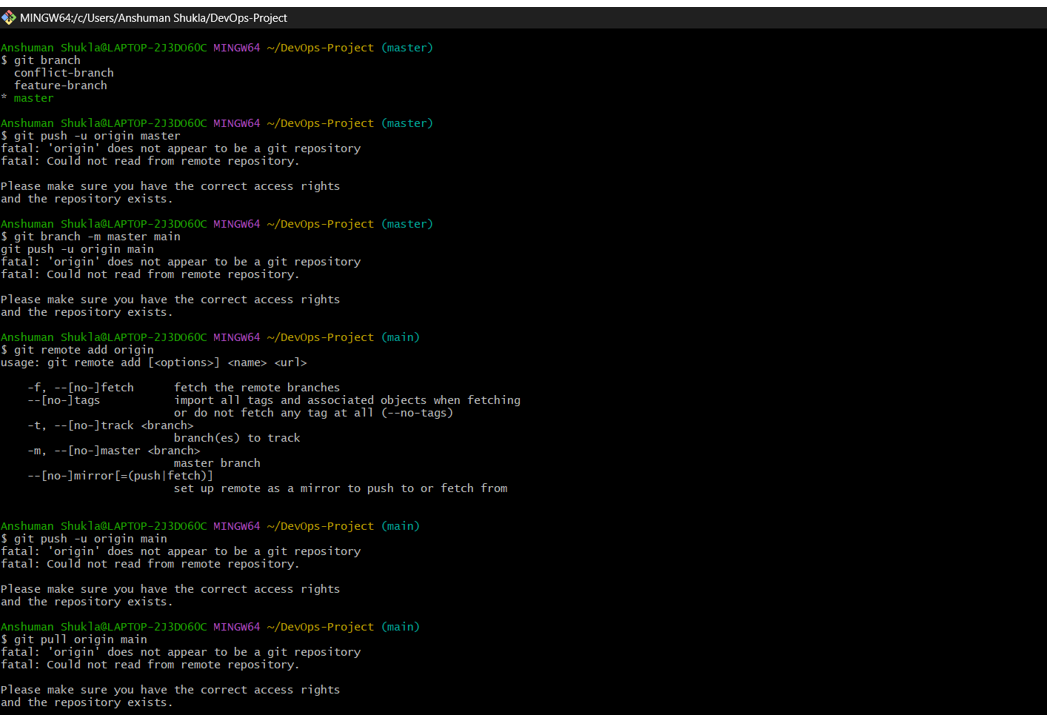 MINGW64:/c/Users/Anshuman Shukla/DevOps-Project
Anshuman Shukla@LAPTOP-2J3DO60C MINGW64 ~/DevOps-Project (master)
$ git branch
  conflict-branch
  feature-branch
* master
Anshuman Shukla@LAPTOP-2J3DO60C MINGW64 ~/DevOps-Project (master)
$ git push -u origin master
fatal: 'origin' does not appear to be a git repository
fatal: Could not read from remote repository.
Please make sure you have the correct access rights
and the repository exists.
Anshuman Shukla@LAPTOP-2J3DO60C MINGW64 ~/DevOps-Project (master)
$ git branch -m master main
git push -u origin main
fatal: 'origin' does not appear to be a git repository
fatal: Could not read from remote repository.
Please make sure you have the correct access rights
and the repository exists.
Anshuman Shukla@LAPTOP-2J3DO60C MINGW64 ~/DevOps-Project (main)
$ git remote add origin
usage: git remote add [<options>] <name> <url>
    -f, --[no-]fetch      fetch the remote branches
    --[no-]tags           import all tags and associated objects when fetching
                          or do not fetch any tag at all (--no-tags)
    -t, --[no-]track <branch>
                          branch(es) to track
    -m, --[no-]master <branch>
                          master branch
    --[no-]mirror[=(push|fetch)]
                          set up remote as a mirror to push to or fetch from
Anshuman Shukla@LAPTOP-2J3DO60C MINGW64 ~/DevOps-Project (main)
$ git push -u origin main
fatal: 'origin' does not appear to be a git repository
fatal: Could not read from remote repository.
Please make sure you have the correct access rights
and the repository exists.
Anshuman Shukla@LAPTOP-2J3DO60C MINGW64 ~/DevOps-Project (main)
$ git pull origin main
fatal: 'origin' does not appear to be a git repository
fatal: Could not read from remote repository.
Please make sure you have the correct access rights
and the repository exists.